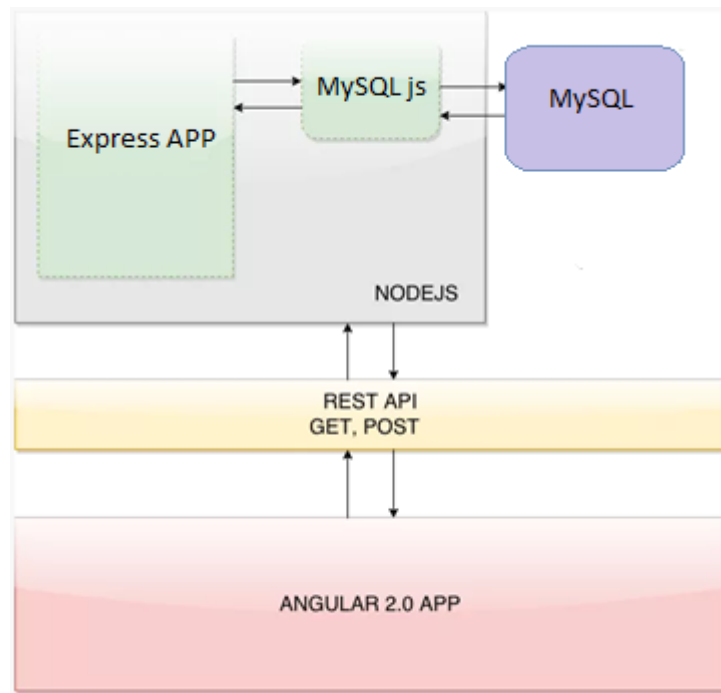 Express APP
MySQL js
MySQL
NODEJS
REST API
GET, POST
ANGULAR 2.0 APP